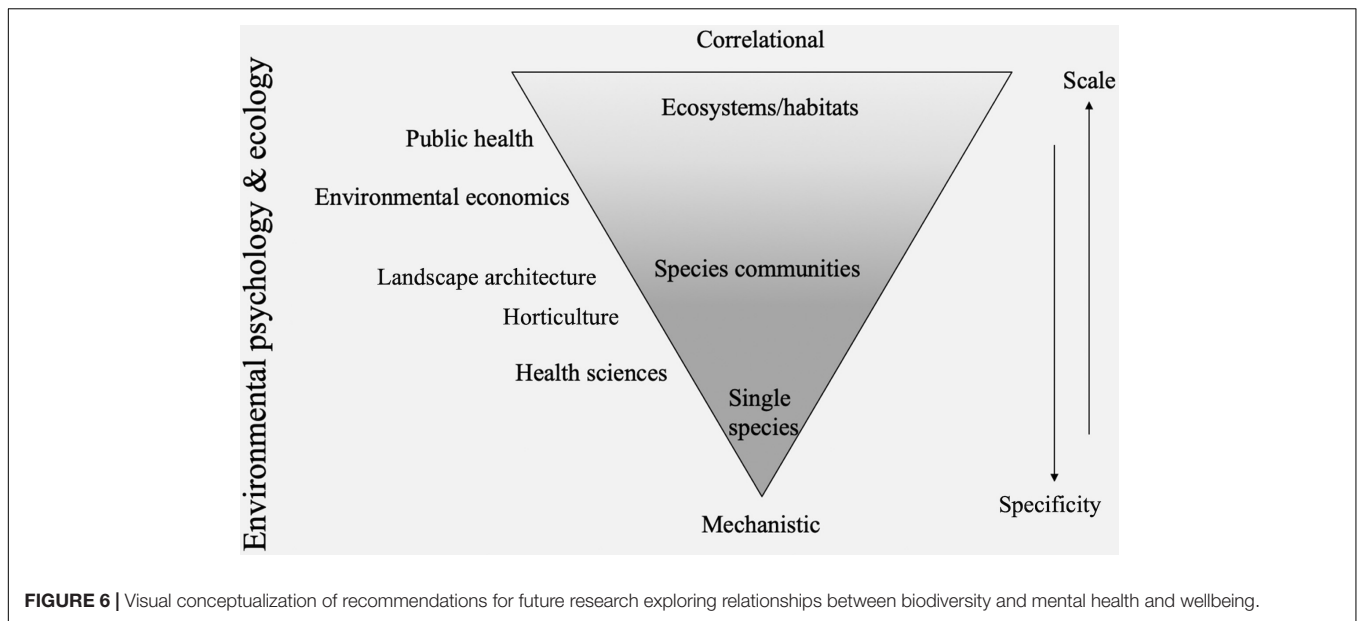 Correlational
Scale
Ecosystems/habitats
Public health
Environmental economics
Environmental psychology & ecology
Species communities
Landscape architecture
Horticulture
Health sciences
Single
species
Specificity
Mechanistic
FIGURE 6 | Visual conceptualization of recommendations for future research exploring relationships between biodiversity and mental health and wellbeing.